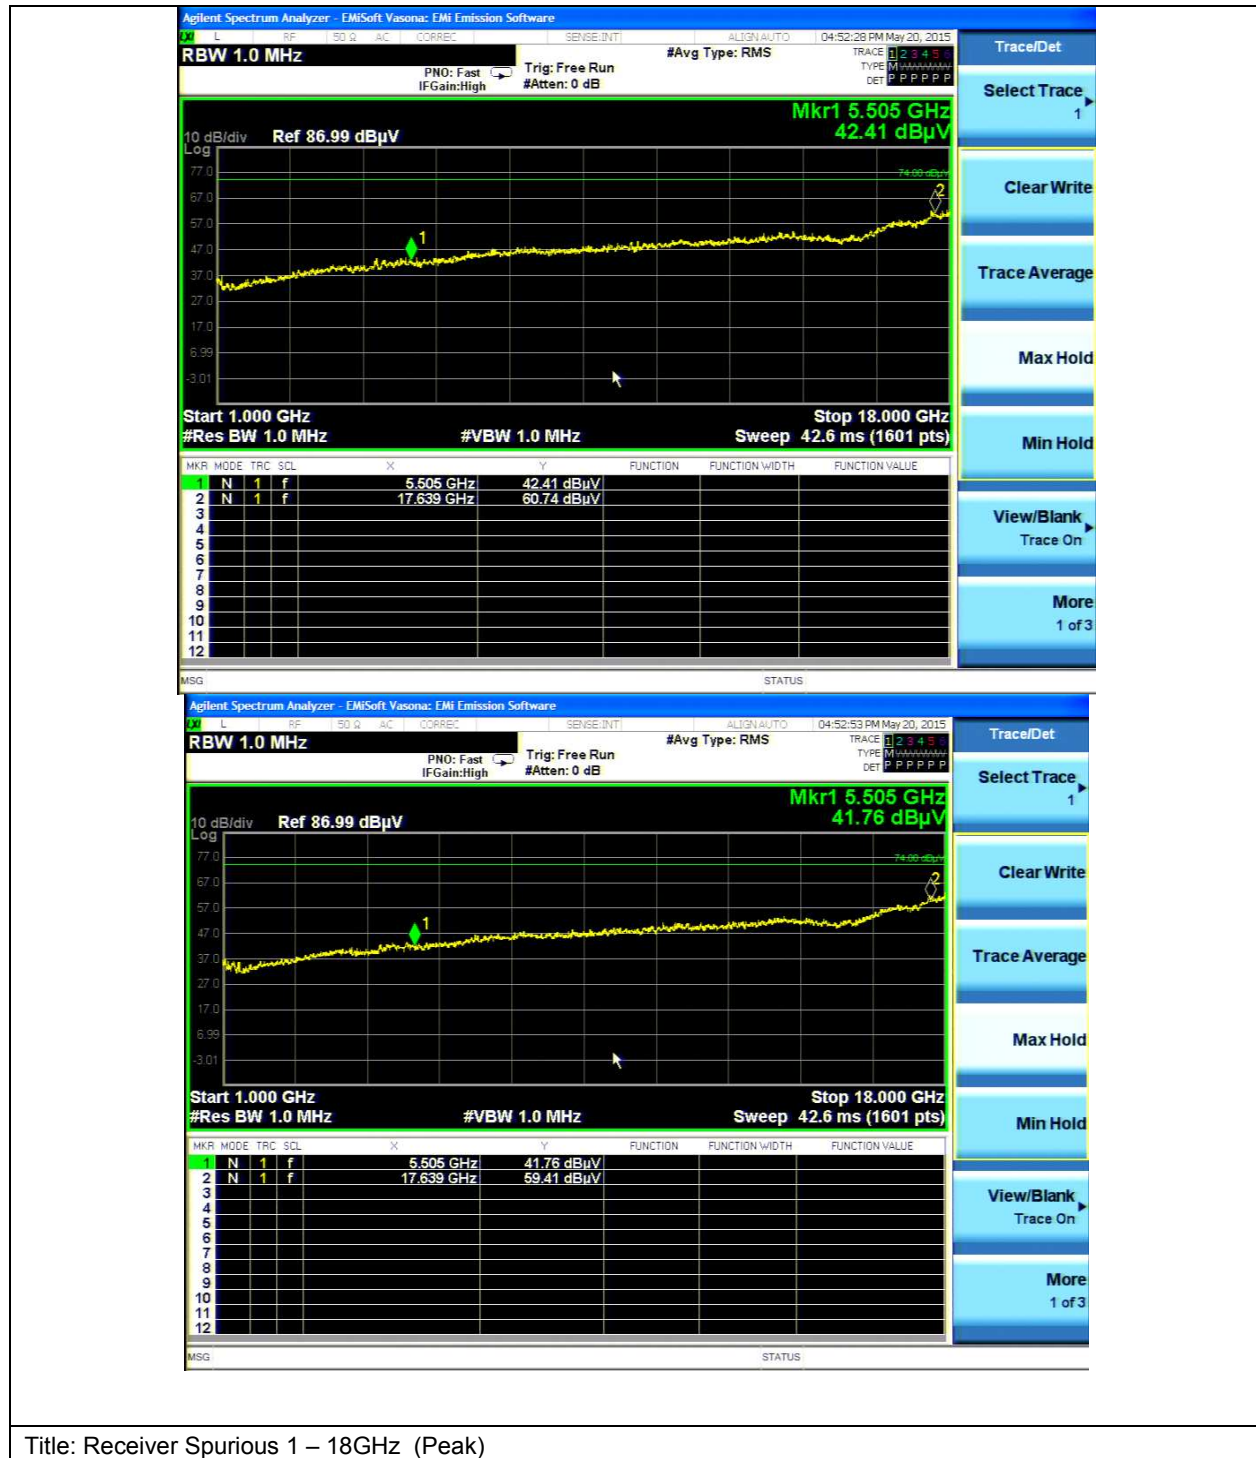 Agilent Spectrum Analyzer - EMiSoft Vasona: EMi Emission Software
LXI L RF 50 Ω AC CORREC SENSE:INT ALIGN AUTO 04:52:28 PM May 20, 2015
RBW 1.0 MHz
PNO: Fast
IFGain:High
Trig: Free Run
#Atten: 0 dB
#Avg Type: RMS
TRACE 1 2 3 4 5 6
TYPE M WWWWW
DET P P P P P P
Trace/Det
Select Trace
1
Clear Write
Trace Average
Max Hold
Min Hold
View/Blank
Trace On
More
1 of 3
Mkr1 5.505 GHz
42.41 dBµV
10 dB/div Ref 86.99 dBµV
Log
77.0
74.00 dBµV
67.0
57.0
47.0
37.0
27.0
17.0
6.99
-3.01
1
2
Start 1.000 GHz Stop 18.000 GHz
#Res BW 1.0 MHz #VBW 1.0 MHz Sweep 42.6 ms (1601 pts)
MKR MODE TRC SCL X Y FUNCTION FUNCTION WIDTH FUNCTION VALUE
1 N 1 f 5.505 GHz 42.41 dBµV
2 N 1 f 17.639 GHz 60.74 dBµV
3
4
5
6
7
8
9
10
11
12
MSG STATUS
Agilent Spectrum Analyzer - EMiSoft Vasona: EMi Emission Software
LXI L RF 50 Ω AC CORREC SENSE:INT ALIGN AUTO 04:52:53 PM May 20, 2015
RBW 1.0 MHz
PNO: Fast
IFGain:High
Trig: Free Run
#Atten: 0 dB
#Avg Type: RMS
TRACE 1 2 3 4 5 6
TYPE M WWWWW
DET P P P P P P
Trace/Det
Select Trace
1
Clear Write
Trace Average
Max Hold
Min Hold
View/Blank
Trace On
More
1 of 3
Mkr1 5.505 GHz
41.76 dBµV
10 dB/div Ref 86.99 dBµV
Log
77.0
74.00 dBµV
67.0
57.0
47.0
37.0
27.0
17.0
6.99
-3.01
1
2
Start 1.000 GHz Stop 18.000 GHz
#Res BW 1.0 MHz #VBW 1.0 MHz Sweep 42.6 ms (1601 pts)
MKR MODE TRC SCL X Y FUNCTION FUNCTION WIDTH FUNCTION VALUE
1 N 1 f 5.505 GHz 41.76 dBµV
2 N 1 f 17.639 GHz 59.41 dBµV
3
4
5
6
7
8
9
10
11
12
MSG STATUS
Title: Receiver Spurious 1 – 18GHz (Peak)